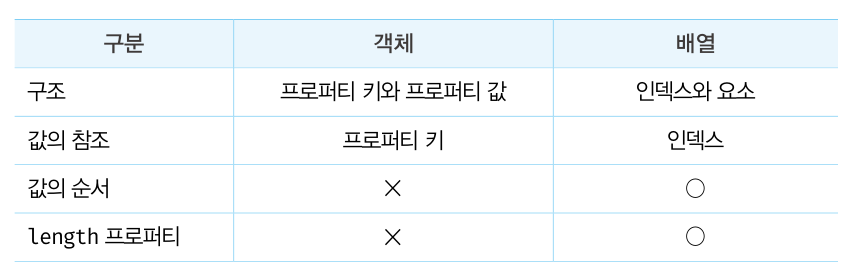 구분 객체 배열
구조 프로퍼티 키와 프로퍼티 값 인덱스와 요소
값의 참조 프로퍼티 키 인덱스
값의 순서 × ○
length 프로퍼티 × ○